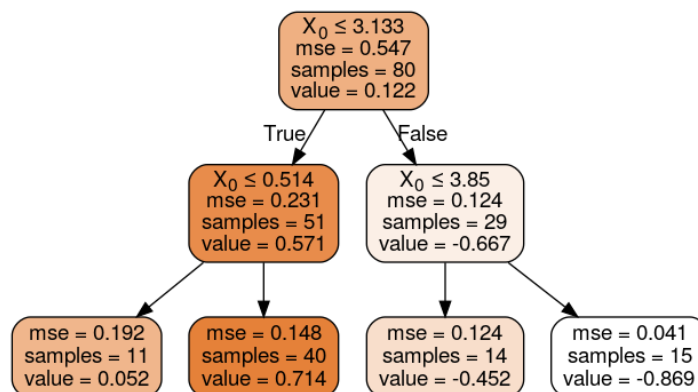 X₀ ≤ 3.133
mse = 0.547
samples = 80
value = 0.122
True
False
X₀ ≤ 0.514
mse = 0.231
samples = 51
value = 0.571
X₀ ≤ 3.85
mse = 0.124
samples = 29
value = -0.667
mse = 0.192
samples = 11
value = 0.052
mse = 0.148
samples = 40
value = 0.714
mse = 0.124
samples = 14
value = -0.452
mse = 0.041
samples = 15
value = -0.869